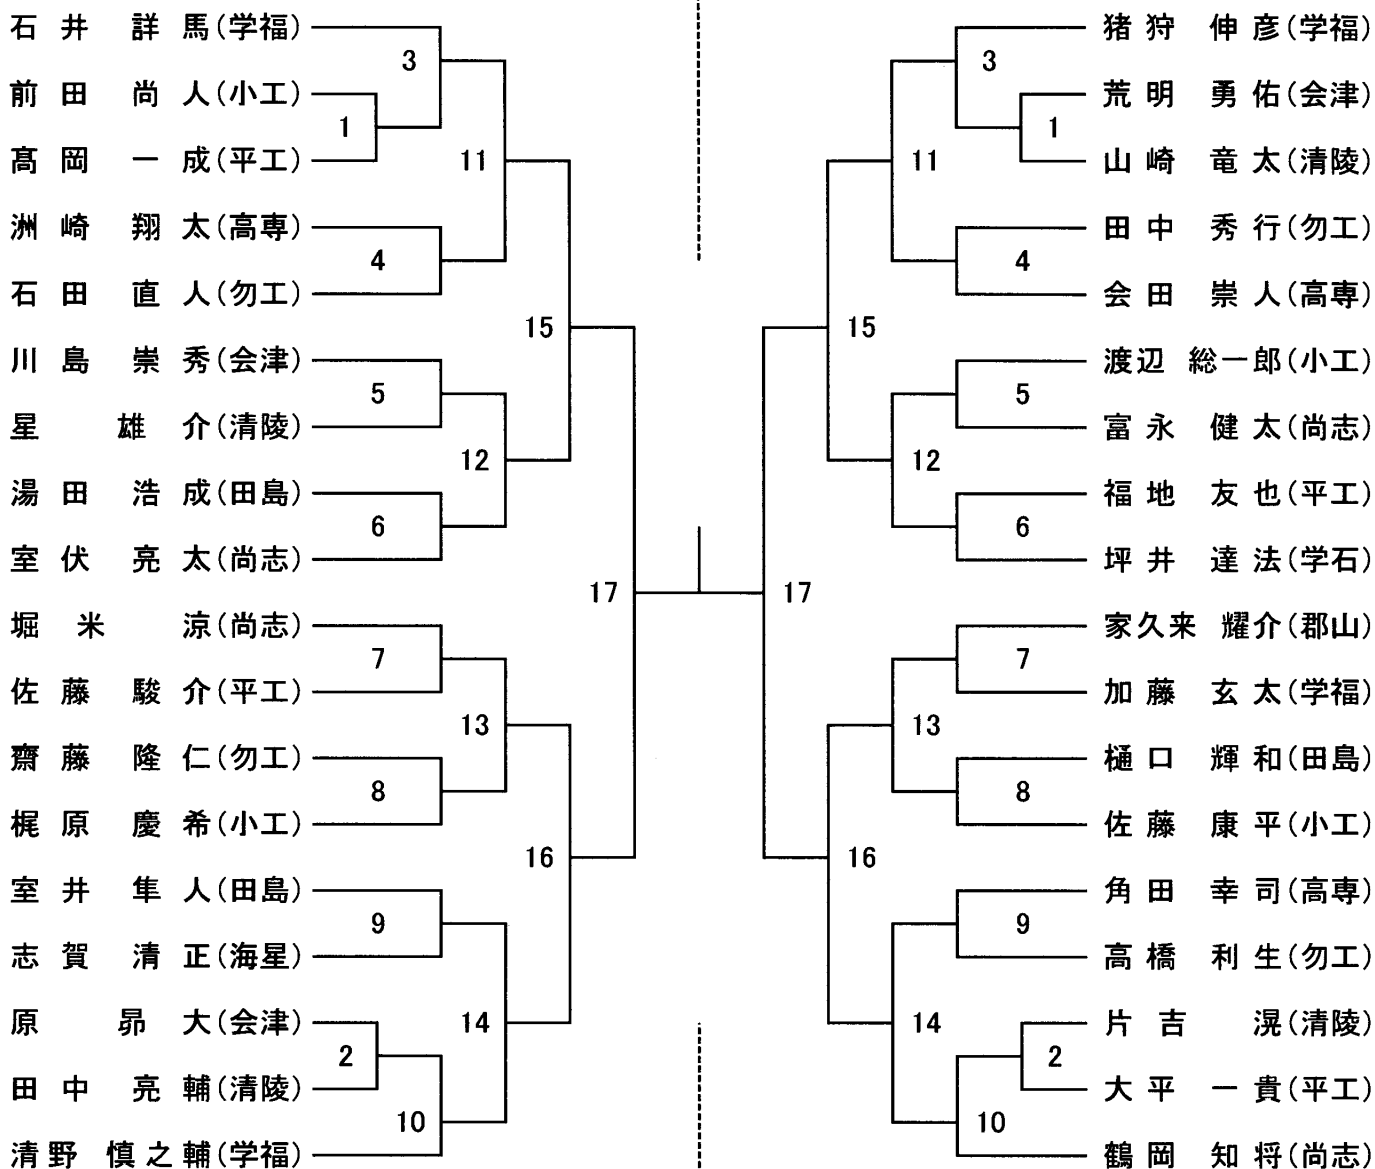 石井 詳馬(学福)
前田 尚人(小工)
髙岡 一成(平工)
洲崎 翔太(高専)
石田 直人(勿工)
川島 崇秀(会津)
星 雄介(清陵)
湯田 浩成(田島)
室伏 亮太(尚志)
堀米 涼(尚志)
佐藤 駿介(平工)
齋藤 隆仁(勿工)
梶原 慶希(小工)
室井 隼人(田島)
志賀 清正(海星)
原 昴大(会津)
田中 亮輔(清陵)
清野 慎之輔(学福)
3
1
11
4
15
5
12
6
17
7
13
8
16
9
14
2
10
3
1
11
4
15
5
12
6
17
7
13
8
16
9
14
2
10
猪狩 伸彦(学福)
荒明 勇佑(会津)
山崎 竜太(清陵)
田中 秀行(勿工)
会田 崇人(高専)
渡辺 総一郎(小工)
富永 健太(尚志)
福地 友也(平工)
坪井 達法(学石)
家久来 耀介(郡山)
加藤 玄太(学福)
樋口 輝和(田島)
佐藤 康平(小工)
角田 幸司(高専)
高橋 利生(勿工)
片吉 滉(清陵)
大平 一貴(平工)
鶴岡 知将(尚志)